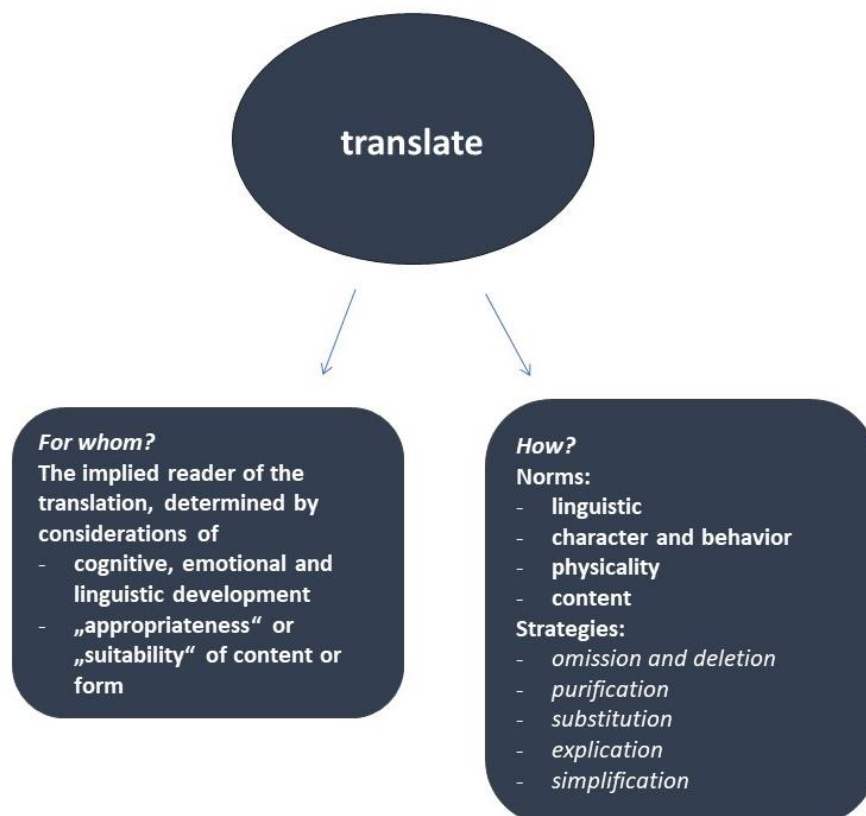 translate
For whom?
The implied reader of the
translation, determined by
considerations of
- cognitive, emotional and
linguistic development
- „appropriateness“ or
„suitability“ of content or
form
How?
Norms:
- linguistic
- character and behavior
- physicality
- content
Strategies:
- omission and deletion
- purification
- substitution
- explication
- simplification